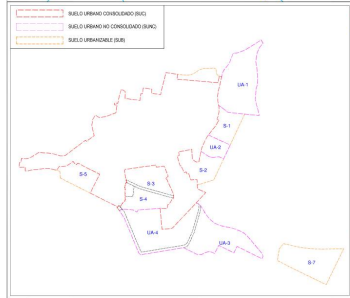 SUELO URBANO CONSOLIDADO (SUC)
SUELO URBANO NO CONSOLIDADO (SUNC)
SUELO URBANIZABLE (SUB)
UA-1
S-1
UA-2
S-2
S-5
S-3
S-4
UA-4
UA-3
S-7